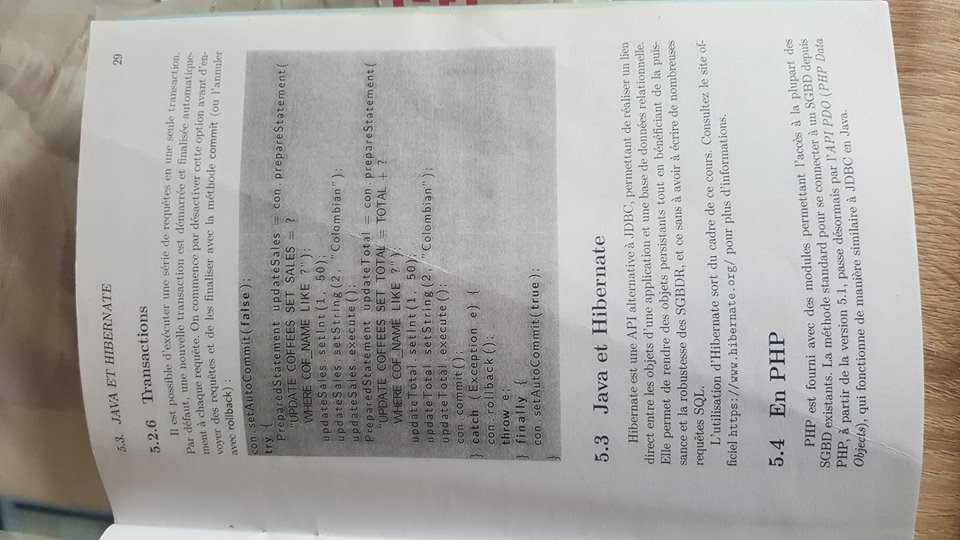 5.3. JAVA ET HIBERNATE 29
5.2.6 Transactions
Il est possible d'exécuter une série de requêtes en une seule transaction.
Par défaut, une nouvelle transaction est démarrée et finalisée automatique-
ment à chaque requête. On commence par désactiver cette option avant d'en-
voyer des requêtes et de les finaliser avec la méthode commit (ou l'annuler
avec rollback) :
con.setAutoCommit(false);
try {
PreparedStatement updateSales = con.prepareStatement(
"UPDATE COFFEES SET SALES = ?
WHERE COF_NAME LIKE ?");
updateSales.setInt(1, 50);
updateSales.setString(2, "Colombian");
updateSales.execute();
PreparedStatement updateTotal = con.prepareStatement(
"UPDATE COFFEES SET TOTAL = TOTAL + ?
WHERE COF_NAME LIKE ?");
updateTotal.setInt(1, 50);
updateTotal.setString(2, "Colombian");
updateTotal.execute();
con.commit();
} catch (Exception e) {
con.rollback();
throw e;
} finally {
con.setAutoCommit(true);
}
5.3 Java et Hibernate
Hibernate est une API alternative à JDBC, permettant de réaliser un lien
direct entre les objets d'une application et une base de données relationnelle.
Elle permet de rendre des objets persistants tout en bénéficiant de la puis-
sance et la robustesse des SGBDR, et ce sans à avoir à écrire de nombreuses
requêtes SQL.
L'utilisation d'Hibernate sort du cadre de ce cours. Consultez le site of-
ficiel https://www.hibernate.org/ pour plus d'informations.
5.4 En PHP
PHP est fourni avec des modules permettant l'accès à la plupart des
SGBD existants. La méthode standard pour se connecter à un SGBD depuis
PHP, à partir de la version 5.1, passe désormais par l'API PDO (PHP Data
Objects), qui fonctionne de manière similaire à JDBC en Java.